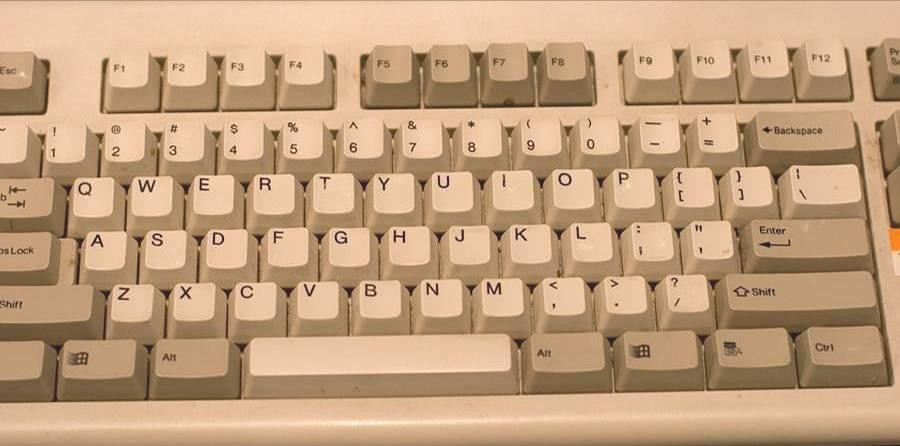 Esc F1 F2 F3 F4 F5 F6 F7 F8 F9 F10 F11 F12 Pr
~ ! @ # $ % ^ & * ( ) — +
1 2 3 4 5 6 7 8 9 0 - = ←Backspace
b Q W E R T Y U I O P { } |
[ ] \
os Lock A S D F G H J K L : " Enter
; '
Shift Z X C V B N M < > ? Shift
, . /
Alt Alt Ctrl